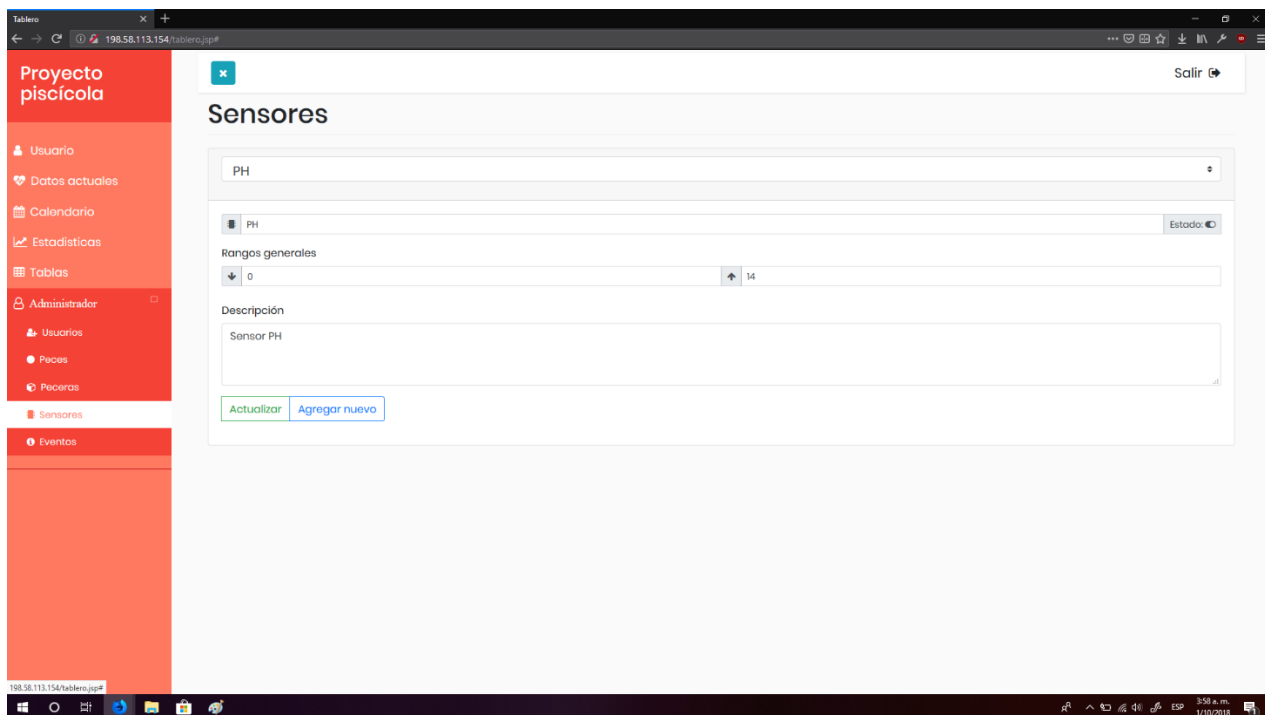 Tablero
198.58.113.154/tablero.jsp#
Proyecto
piscícola
Usuario
Datos actuales
Calendario
Estadisticas
Tablas
Administrador
Usuarios
Peces
Peceras
Sensores
Eventos
Salir
Sensores
PH
PH
Estado:
Rangos generales
0
14
Descripción
Sensor PH
Actualizar
Agregar nuevo
198.58.113.154/tablero.jsp#
ESP
3:58 a. m.
1/10/2018